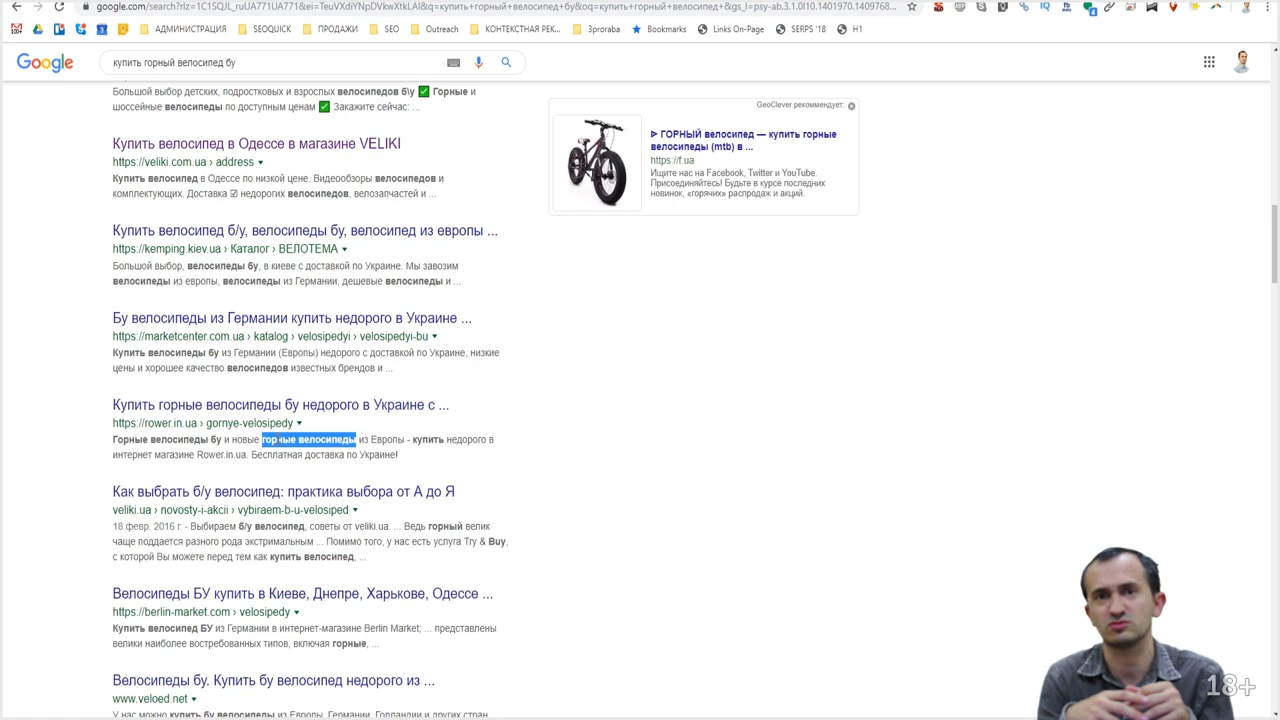 google.com/search?rlz=1C1SQJL_ruUA771UA771&ei=TeuVXdiYNpDVkwXtkLAI&q=купить+горный+велосипед+бу&oq=купить+горный+велосипед+&gs_l=psy-ab.3.1.0l10.1401970.1409768...
АДМИНИСТРАЦИЯ SEOQUICK ПРОДАЖИ SEO Outreach КОНТЕКСТНАЯ РЕК... 3proraba Bookmarks Links On-Page SERPS '18 H1
Google купить горный велосипед бу
Большой выбор детских, подростковых и взрослых велосипедов б\у ✅ Горные и
шоссейные велосипеды по доступным ценам ✅ Закажите сейчас: ...
Купить велосипед в Одессе в магазине VELIKI
https://veliki.com.ua › address
Купить велосипед в Одессе по низкой цене. Видеообзоры велосипедов и
комплектующих. Доставка ☑ недорогих велосипедов, велозапчастей и ...
Купить велосипед б/у, велосипеды бу, велосипед из европы ...
https://kemping.kiev.ua › Каталог › ВЕЛОТЕМА
Большой выбор, велосипеды бу, в киеве с доставкой по Украине. Мы завозим
велосипеды из европы, велосипеды из Германии, дешевые велосипеды и ...
Бу велосипеды из Германии купить недорого в Украине ...
https://marketcenter.com.ua › katalog › velosipedyi › velosipedyi-bu
Купить велосипеды бу из Германии (Европы) недорого с доставкой по Украине, низкие
цены и хорошее качество велосипедов известных брендов и ...
Купить горные велосипеды бу недорого в Украине с ...
https://rower.in.ua › gornye-velosipedy
Горные велосипеды бу и новые горные велосипеды из Европы - купить недорого в
интернет магазине Rower.in.ua. Бесплатная доставка по Украине!
Как выбрать б/у велосипед: практика выбора от А до Я
veliki.ua › novosty-i-akcii › vybiraem-b-u-velosiped
18 февр. 2016 г. - Выбираем б/у велосипед, советы от veliki.ua. ... Ведь горный велик
чаще поддается разного рода экстримальным ... Помимо того, у нас есть услуга Try & Buy,
с которой Вы можете перед тем как купить велосипед, ...
Велосипеды БУ купить в Киеве, Днепре, Харькове, Одессе ...
https://berlin-market.com › velosipedy
Купить велосипед БУ из Германии в интернет-магазине Berlin Market; ... представлены
велики наиболее востребованных типов, включая горные, ...
Велосипеды бу. Купить бу велосипед недорого из ...
www.veloed.net
У нас можно купить бу велосипеды из Европы, Германии, Голландии и других стран
GeoClever рекоммендует:
ᐈ ГОРНЫЙ велосипед — купить горные
велосипеды (mtb) в ...
https://f.ua
Ищите нас на Facebook, Twitter и YouTube.
Присоединяйтесь! Будьте в курсе последних
новинок, «горячих» распродаж и акций.
18+